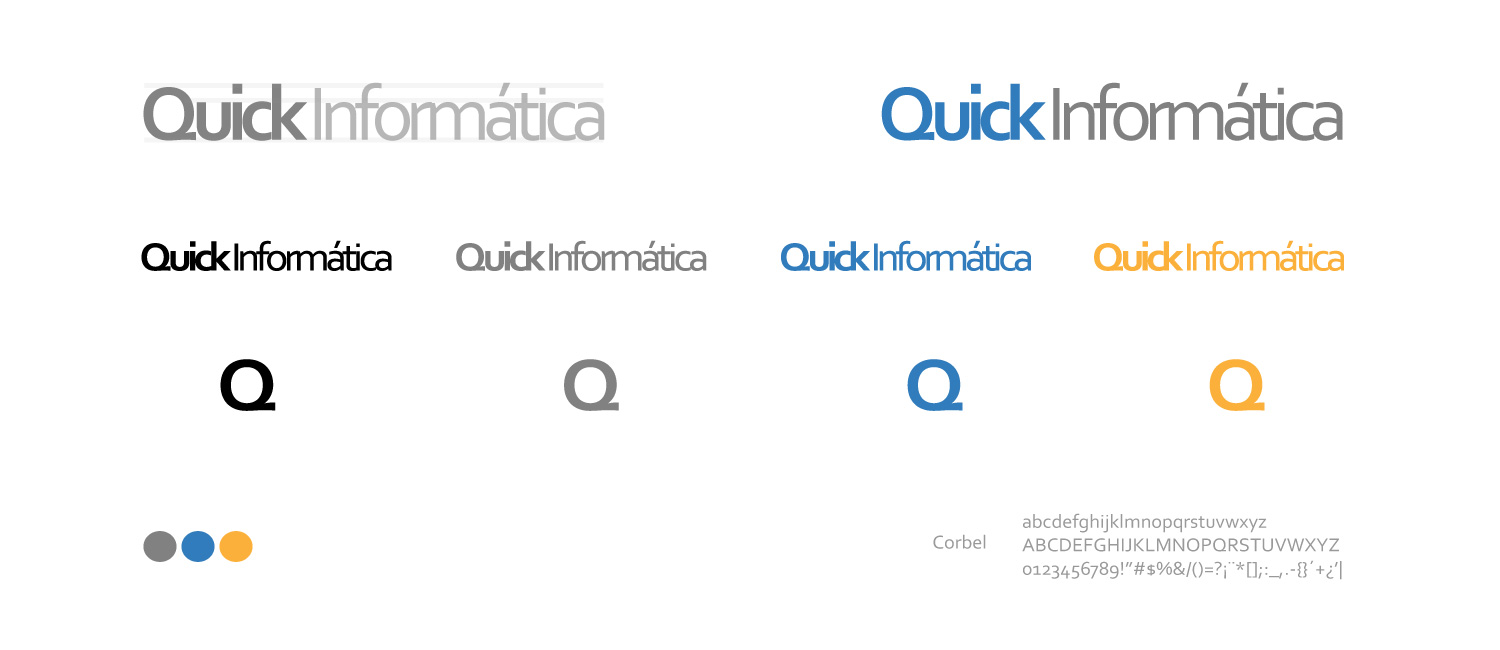 Quick Informática Quick Informática
Quick Informática Quick Informática Quick Informática Quick Informática
Q Q Q Q
abcdefghijklmnopqrstuvwxyz
Corbel ABCDEFGHIJKLMNOPQRSTUVWXYZ
0123456789!”#$%&/()=?¡¨*[];:_,.-{}´+¿’|